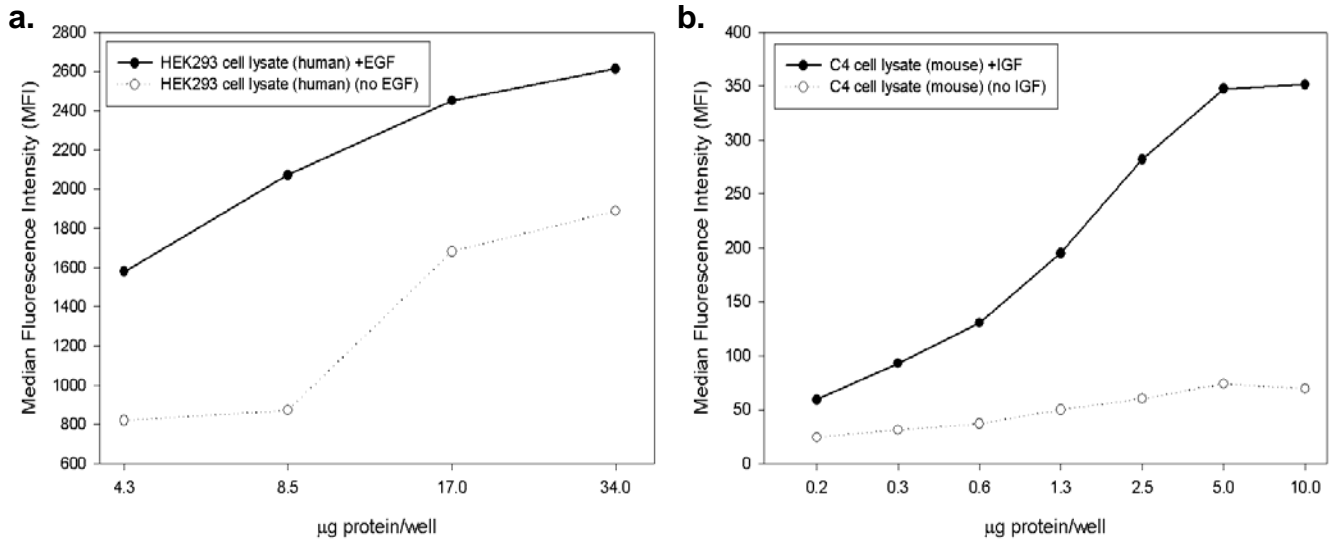 a.
2800
2600
2400
2200
2000
1800
1600
1400
1200
1000
800
600
Median Fluorescence Intensity (MFI)
HEK293 cell lysate (human) +EGF
HEK293 cell lysate (human) (no EGF)
4.3 8.5 17.0 34.0
μg protein/well
b.
400
350
300
250
200
150
100
50
0
Median Fluorescence Intensity (MFI)
C4 cell lysate (mouse) +IGF
C4 cell lysate (mouse) (no IGF)
0.2 0.3 0.6 1.3 2.5 5.0 10.0
μg protein/well